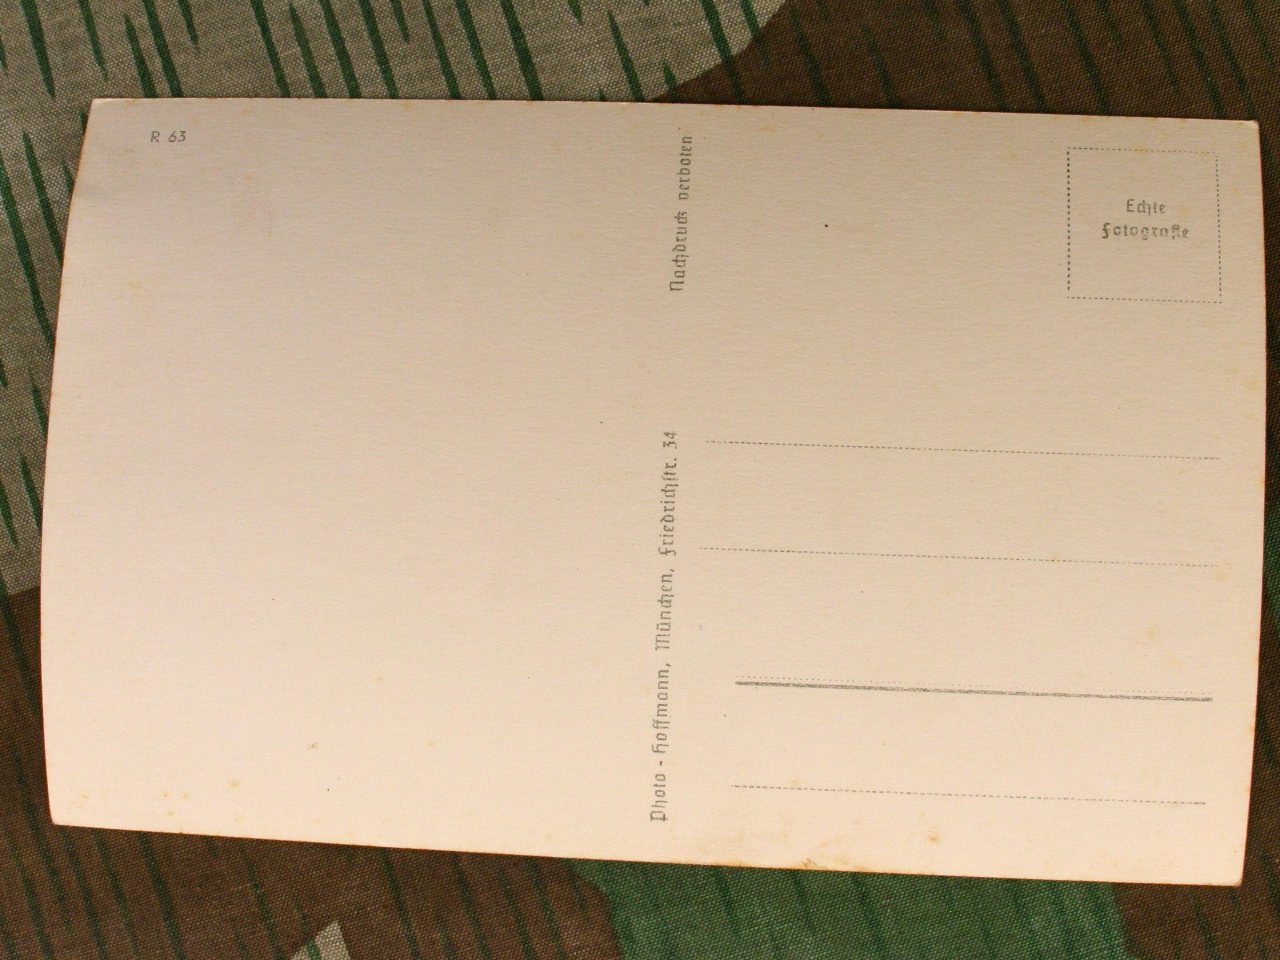 R 63
Photo - Hoffmann, München, Friedrichstr. 34
Nachdruck verboten
Echte
Fotografie